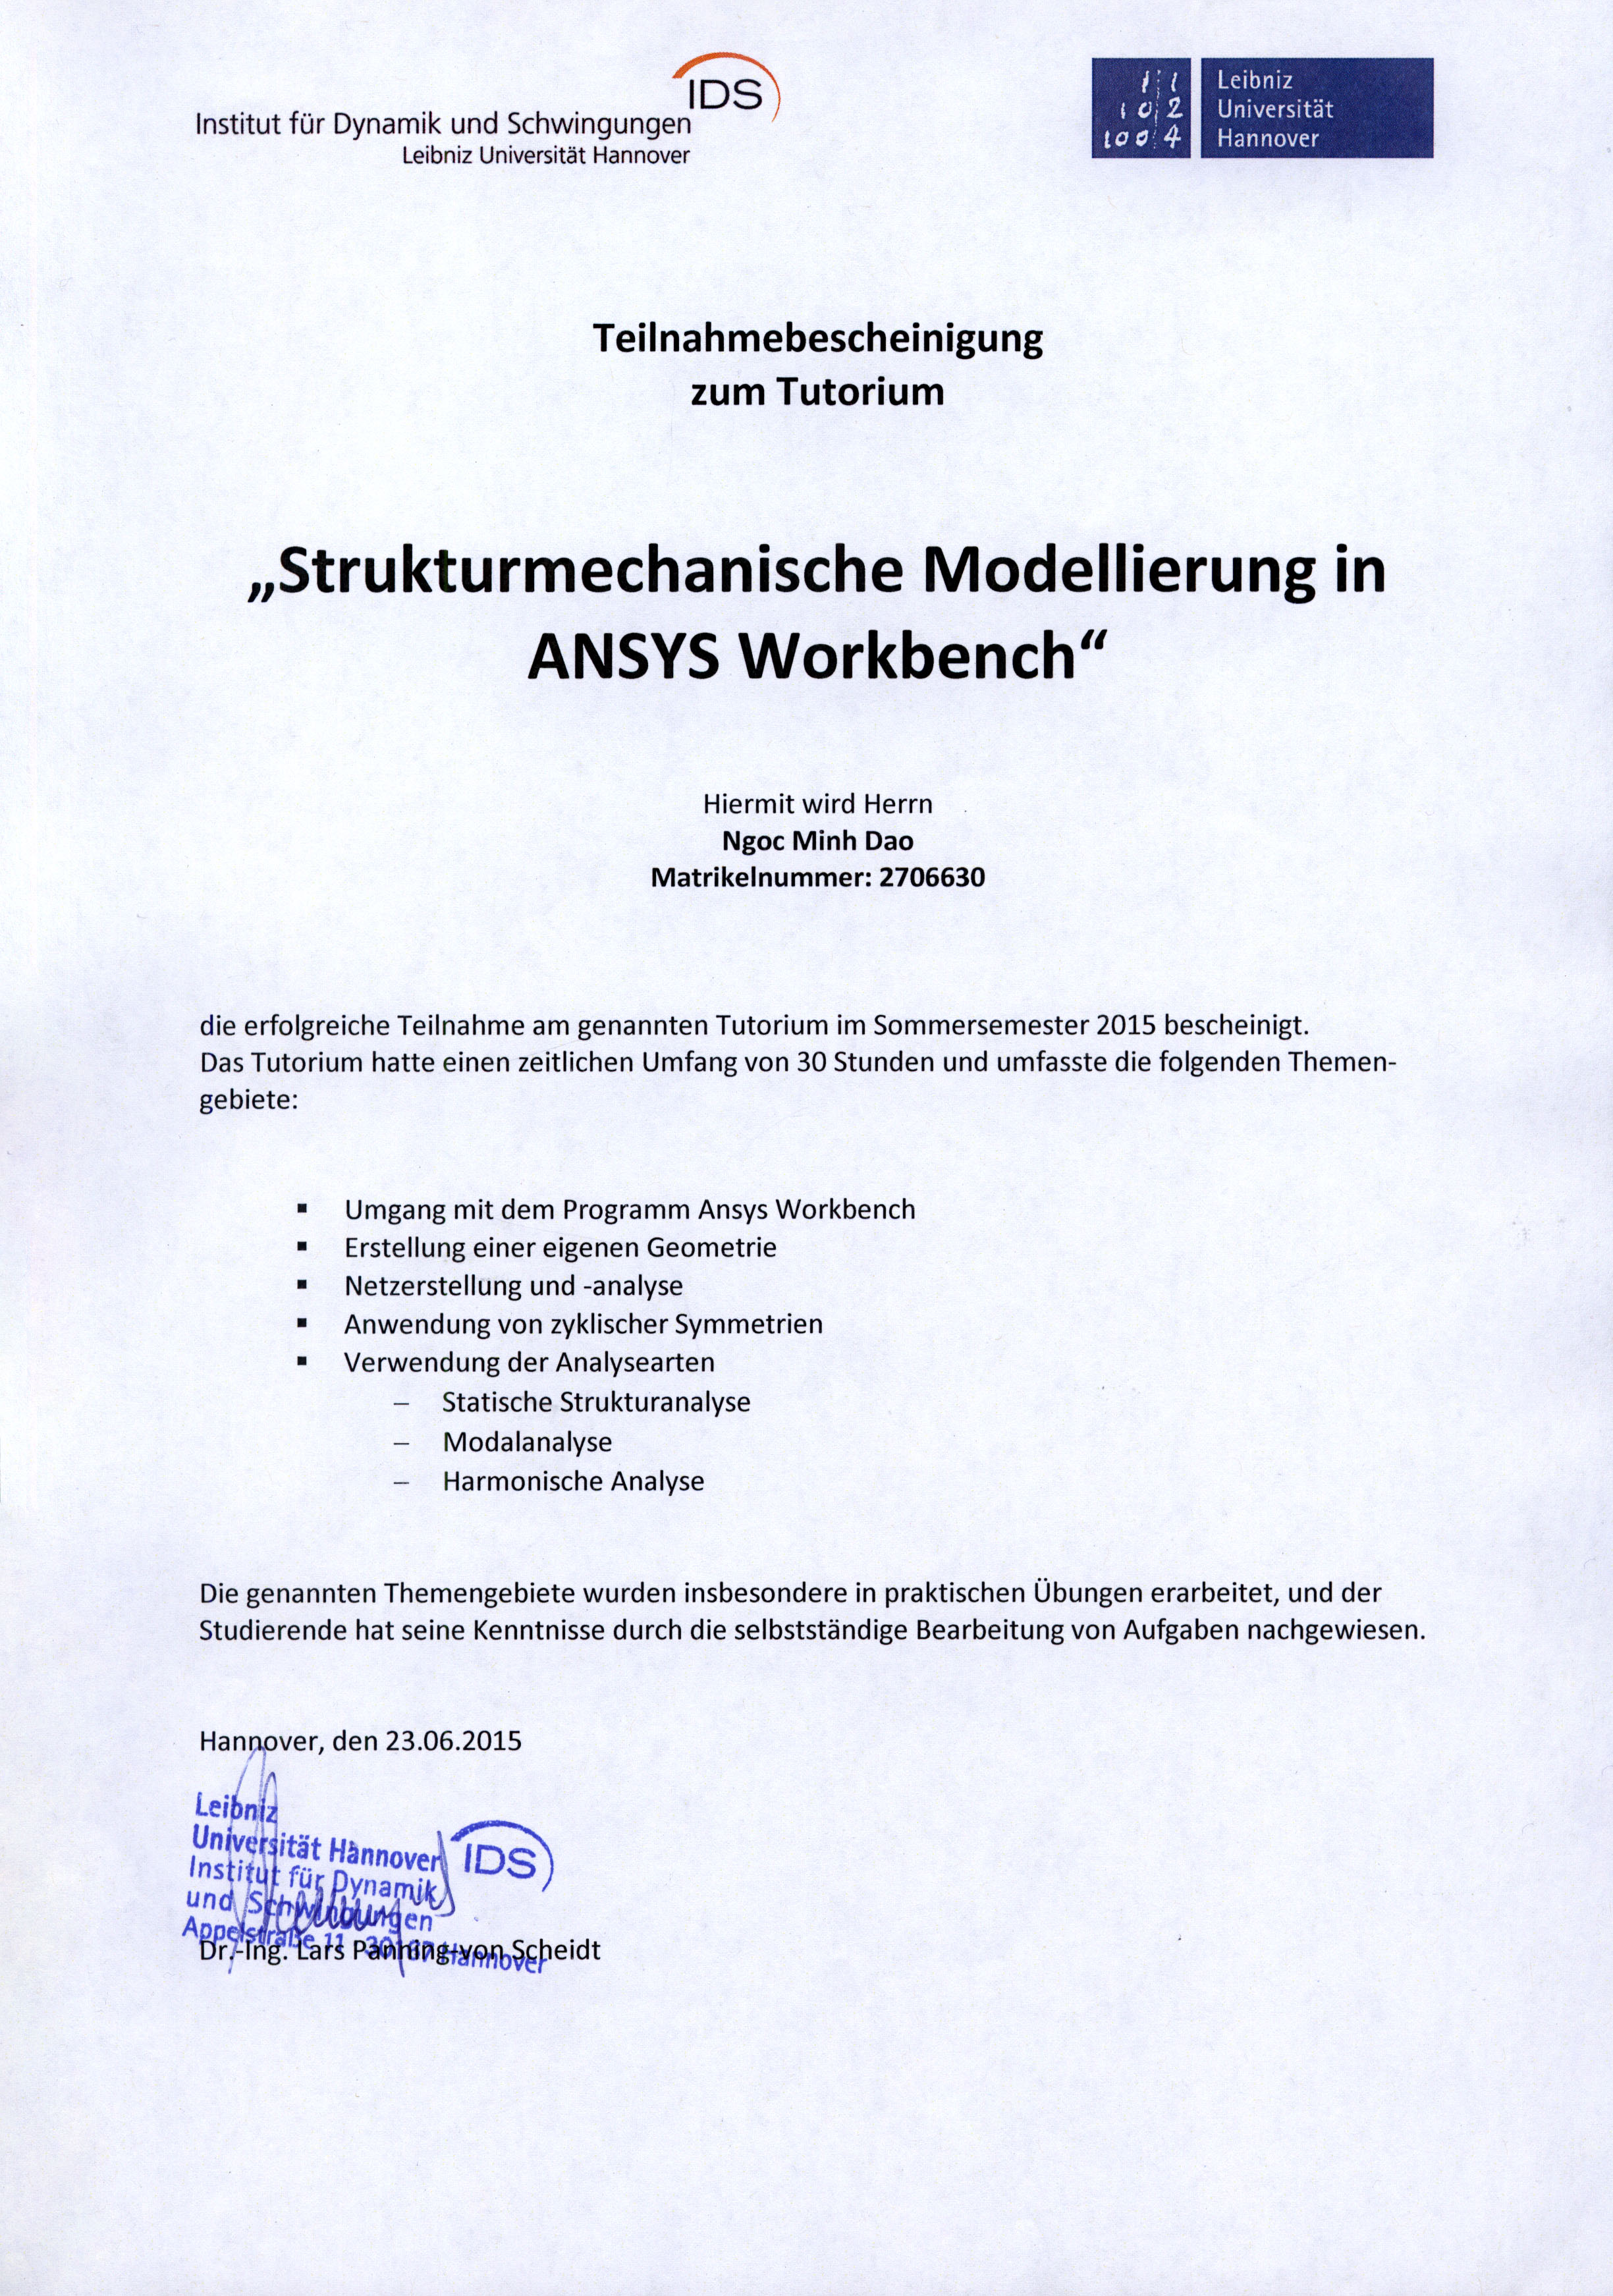 IDS
Institut für Dynamik und Schwingungen
Leibniz Universität Hannover
1 1
1 0 2
1 0 0 4
Leibniz
Universität
Hannover
Teilnahmebescheinigung
zum Tutorium
„Strukturmechanische Modellierung in
ANSYS Workbench“
Hiermit wird Herrn
Ngoc Minh Dao
Matrikelnummer: 2706630
die erfolgreiche Teilnahme am genannten Tutorium im Sommersemester 2015 bescheinigt.
Das Tutorium hatte einen zeitlichen Umfang von 30 Stunden und umfasste die folgenden Themen-
gebiete:
▪ Umgang mit dem Programm Ansys Workbench
▪ Erstellung einer eigenen Geometrie
▪ Netzerstellung und -analyse
▪ Anwendung von zyklischer Symmetrien
▪ Verwendung der Analysearten
– Statische Strukturanalyse
– Modalanalyse
– Harmonische Analyse
Die genannten Themengebiete wurden insbesondere in praktischen Übungen erarbeitet, und der
Studierende hat seine Kenntnisse durch die selbstständige Bearbeitung von Aufgaben nachgewiesen.
Hannover, den 23.06.2015
Leibniz
Universität Hannover
IDS
Institut für Dynamik
und Schwingungen
Appelstraße 11 30167 Hannover
Dr.-Ing. Lars Panning-von Scheidt